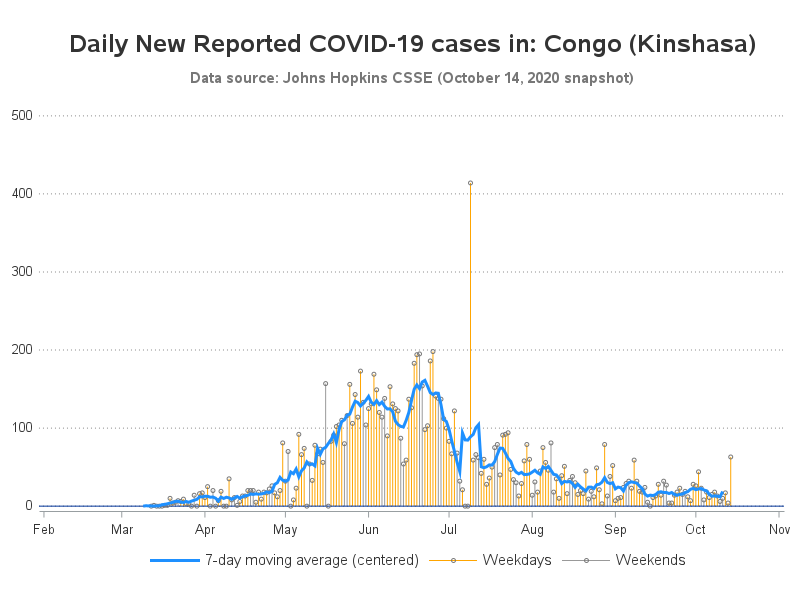 Daily New Reported COVID-19 cases in: Congo (Kinshasa)
Data source: Johns Hopkins CSSE (October 14, 2020 snapshot)
500
400
300
200
100
0
Feb Mar Apr May Jun Jul Aug Sep Oct Nov
7-day moving average (centered) Weekdays Weekends